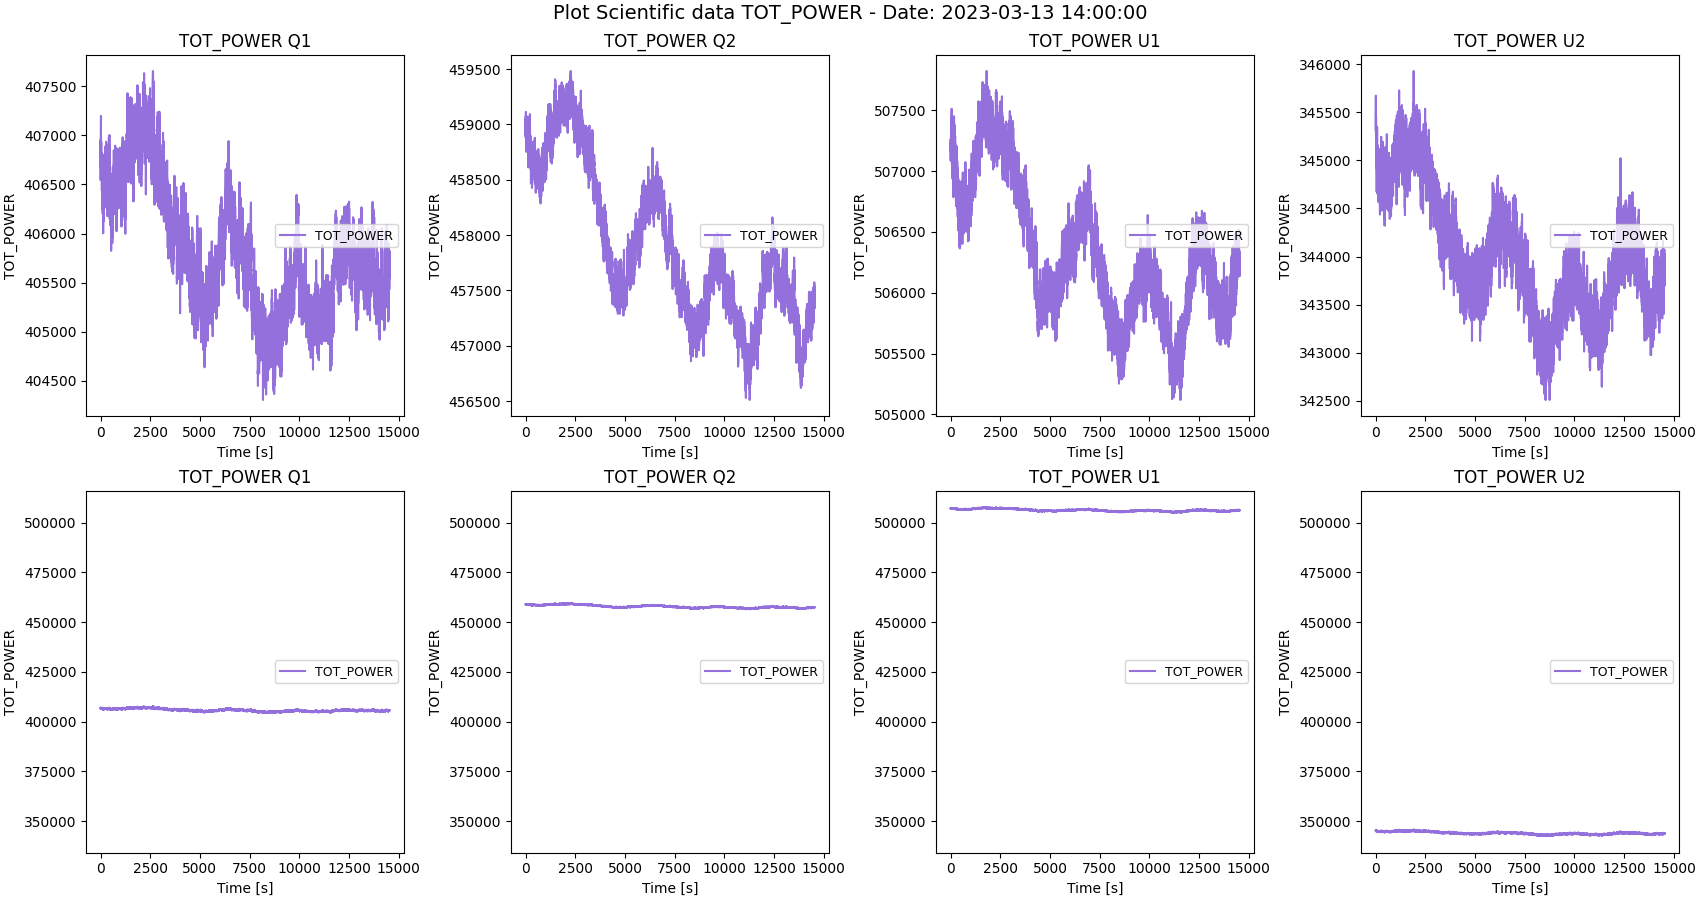 Plot Scientific data TOT_POWER - Date: 2023-03-13 14:00:00
TOT_POWER Q1
TOT_POWER
407500
407000
406500
406000
405500
405000
404500
TOT_POWER
0 2500 5000 7500 10000 12500 15000
Time [s]
TOT_POWER Q2
TOT_POWER
459500
459000
458500
458000
457500
457000
456500
TOT_POWER
0 2500 5000 7500 10000 12500 15000
Time [s]
TOT_POWER U1
TOT_POWER
507500
507000
506500
506000
505500
505000
TOT_POWER
0 2500 5000 7500 10000 12500 15000
Time [s]
TOT_POWER U2
TOT_POWER
346000
345500
345000
344500
344000
343500
343000
342500
TOT_POWER
0 2500 5000 7500 10000 12500 15000
Time [s]
TOT_POWER Q1
TOT_POWER
500000
475000
450000
425000
400000
375000
350000
TOT_POWER
0 2500 5000 7500 10000 12500 15000
Time [s]
TOT_POWER Q2
TOT_POWER
500000
475000
450000
425000
400000
375000
350000
TOT_POWER
0 2500 5000 7500 10000 12500 15000
Time [s]
TOT_POWER U1
TOT_POWER
500000
475000
450000
425000
400000
375000
350000
TOT_POWER
0 2500 5000 7500 10000 12500 15000
Time [s]
TOT_POWER U2
TOT_POWER
500000
475000
450000
425000
400000
375000
350000
TOT_POWER
0 2500 5000 7500 10000 12500 15000
Time [s]